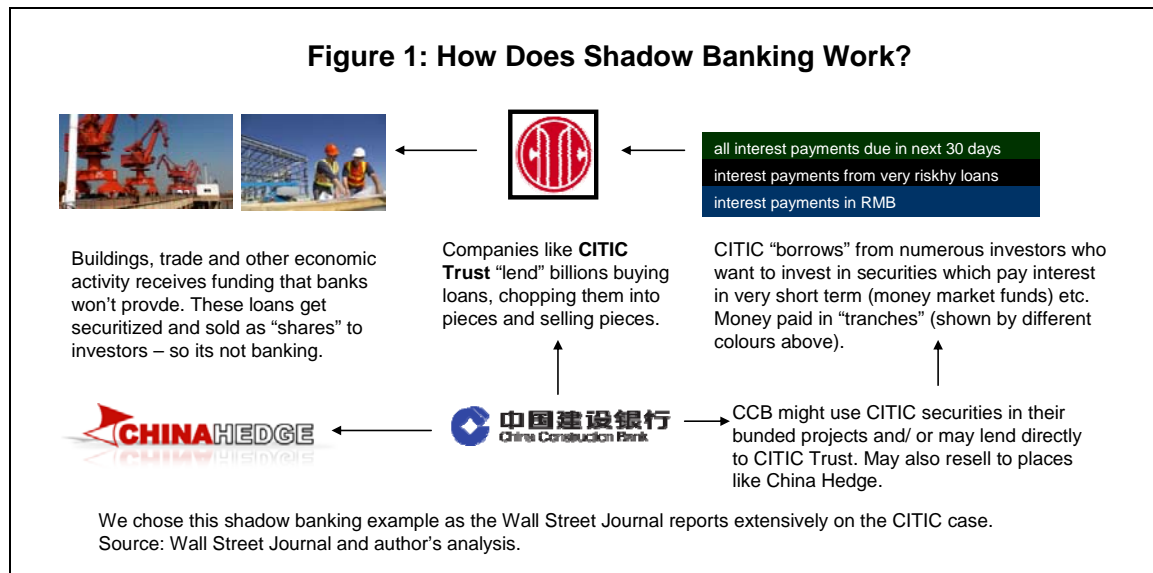 Figure 1: How Does Shadow Banking Work?
CITIC
all interest payments due in next 30 days
interest payments from very riskhy loans
interest payments in RMB
Buildings, trade and other economic
activity receives funding that banks
won’t provde. These loans get
securitized and sold as “shares” to
investors – so its not banking.
Companies like CITIC
Trust “lend” billions buying
loans, chopping them into
pieces and selling pieces.
CITIC “borrows” from numerous investors who
want to invest in securities which pay interest
in very short term (money market funds) etc.
Money paid in “tranches” (shown by different
colours above).
CHINAHEDGE
中国建设银行
China Construction Bank
CCB might use CITIC securities in their
bunded projects and/ or may lend directly
to CITIC Trust. May also resell to places
like China Hedge.
We chose this shadow banking example as the Wall Street Journal reports extensively on the CITIC case.
Source: Wall Street Journal and author’s analysis.